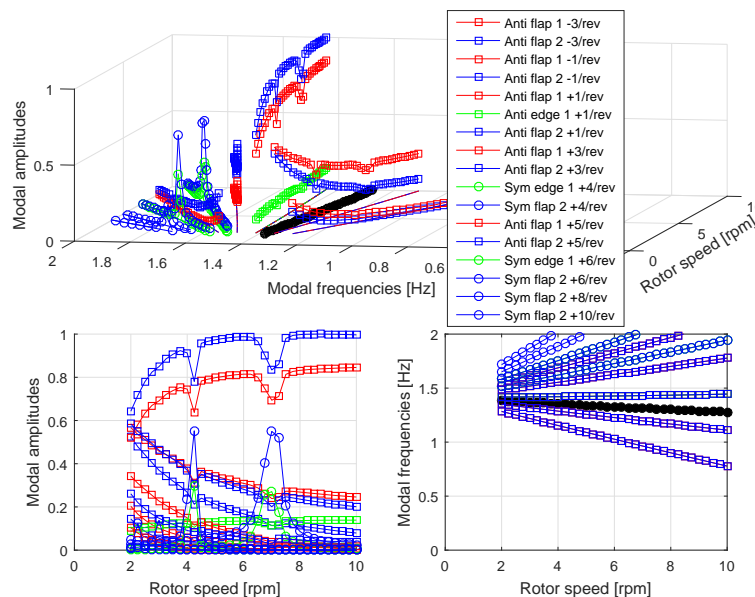 Anti flap 1 -3/rev
Anti flap 2 -3/rev
Anti flap 1 -1/rev
Anti flap 2 -1/rev
Anti flap 1 +1/rev
Anti edge 1 +1/rev
Anti flap 2 +1/rev
Anti flap 1 +3/rev
Anti flap 2 +3/rev
Sym edge 1 +4/rev
Sym flap 2 +4/rev
Anti flap 1 +5/rev
Anti flap 2 +5/rev
Sym edge 1 +6/rev
Sym flap 2 +6/rev
Sym flap 2 +8/rev
Sym flap 2 +10/rev
Modal amplitudes
1
0.5
0
2
1.8
1.6
1.4
1.2
1
0.8
0.6
Modal frequencies [Hz]
0
5
1
Rotor speed [rpm]
Modal amplitudes
1
0.8
0.6
0.4
0.2
0
0 2 4 6 8 10
Rotor speed [rpm]
Modal frequencies [Hz]
2
1.5
1
0.5
0
0 2 4 6 8 10
Rotor speed [rpm]